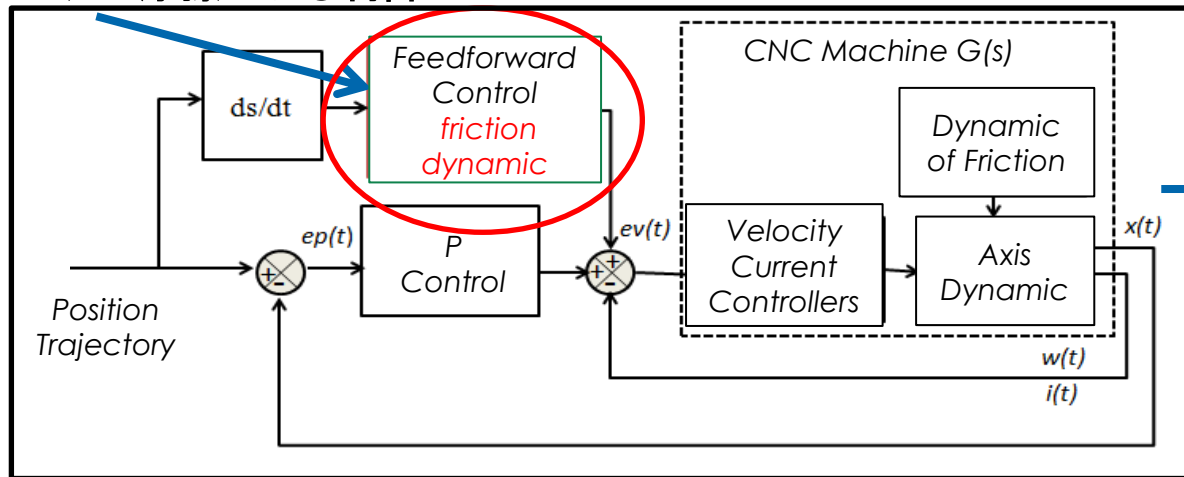 Feedforward
Control
friction
dynamic
CNC Machine G(s)
ds/dt
Dynamic
of Friction
ep(t)
P
Control
ev(t)
Velocity
Current
Controllers
Axis
Dynamic
x(t)
Position
Trajectory
w(t)
i(t)